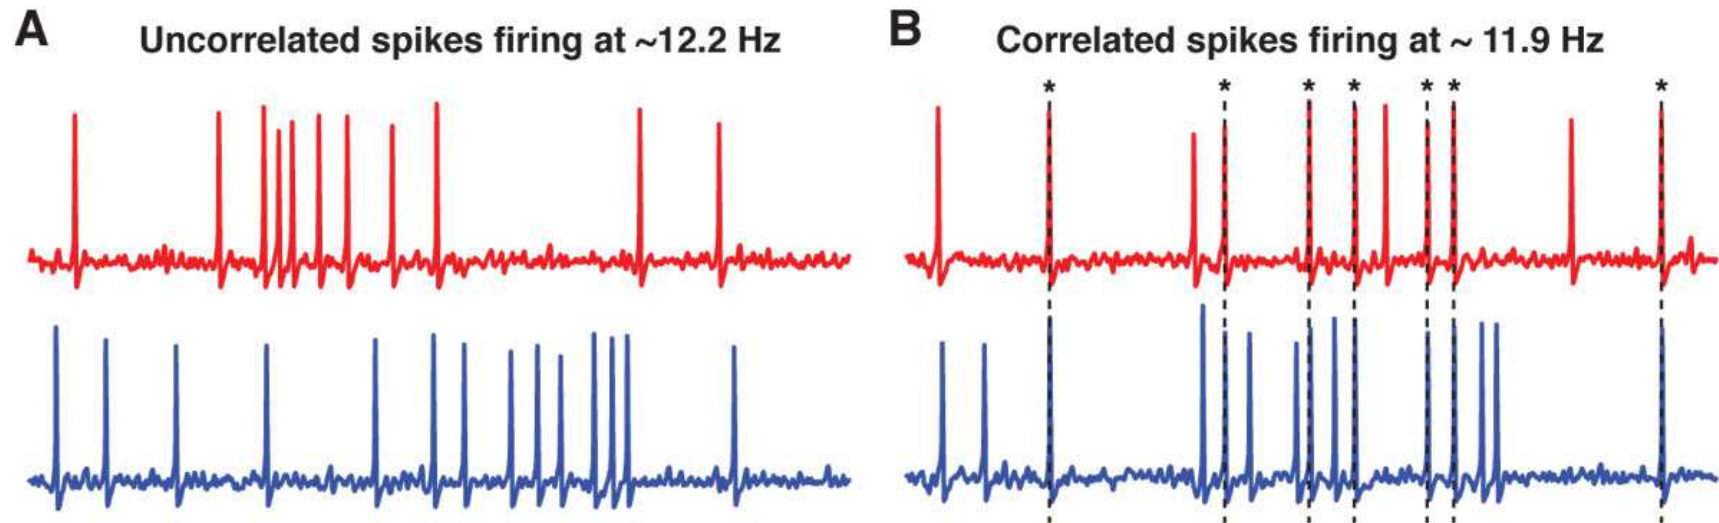 A Uncorrelated spikes firing at ~12.2 Hz
B Correlated spikes firing at ~ 11.9 Hz
* * * * * * *